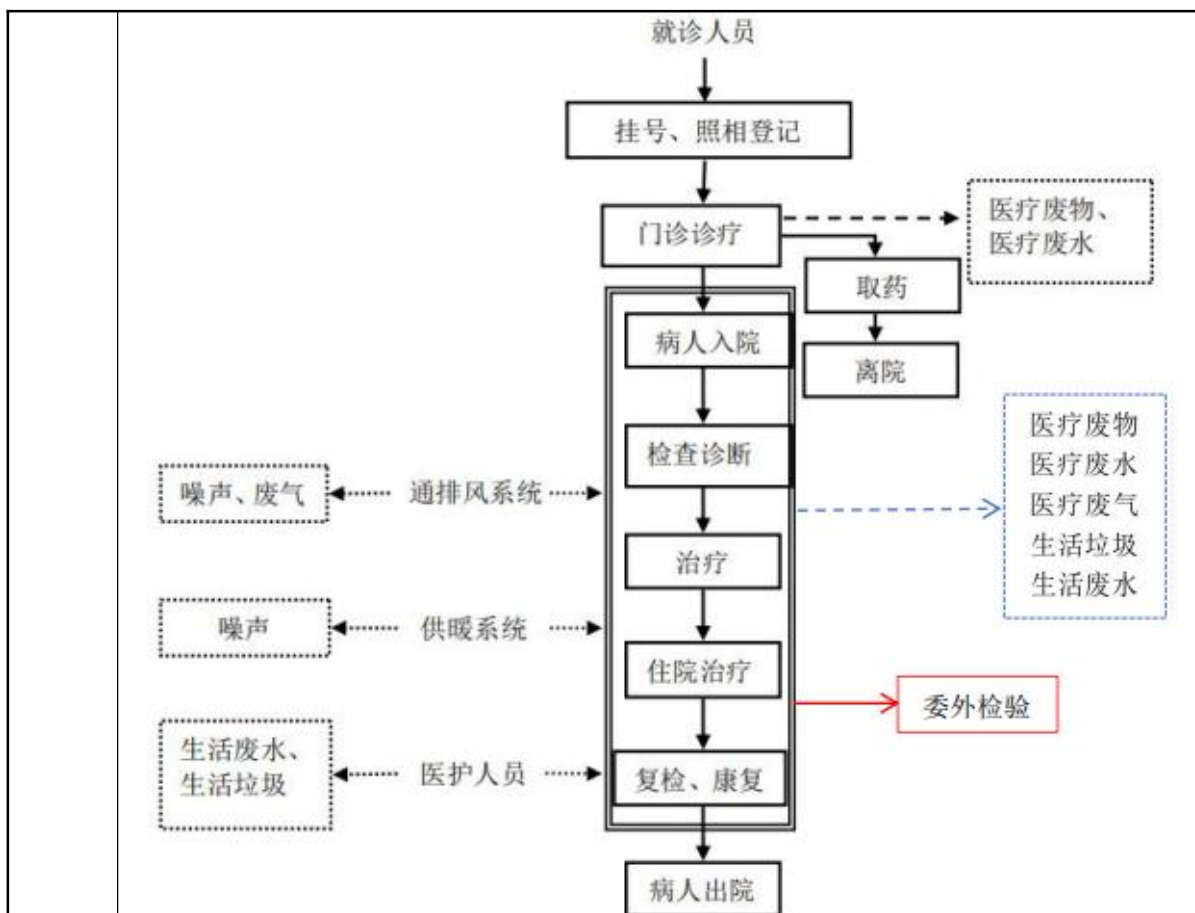 就诊人员
挂号、照相登记
门诊诊疗
医疗废物、
医疗废水
取药
离院
病人入院
检查诊断
治疗
住院治疗
复检、康复
病人出院
噪声、废气
通排风系统
噪声
供暖系统
生活废水、
生活垃圾
医护人员
医疗废物
医疗废水
医疗废气
生活垃圾
生活废水
委外检验